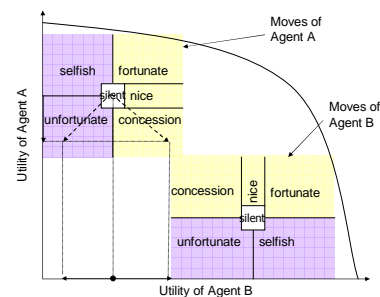 Moves of
Agent A
selfish fortunate
silent nice
unfortunate concession
Moves of
Agent B
concession nice fortunate
silent
unfortunate selfish
Utility of Agent A
Utility of Agent B